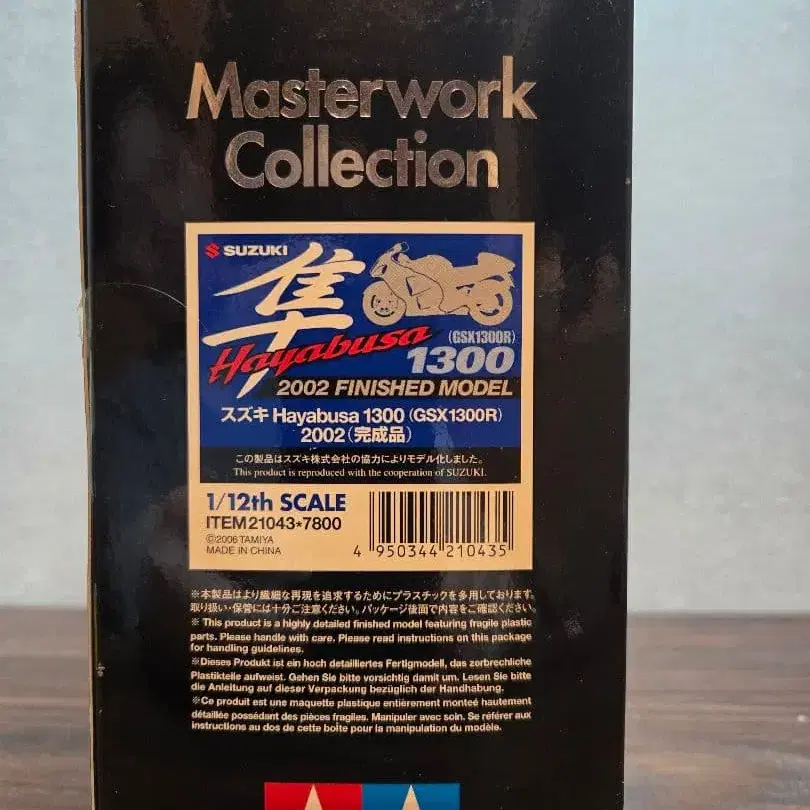 Masterwork
Collection
SUZUKI
隼
Hayabusa
(GSX1300R)
1300
2002 FINISHED MODEL
スズキ Hayabusa 1300 (GSX1300R)
2002 (完成品)
この製品はスズキ株式会社の協力によりモデル化しました。
This product is reproduced with the cooperation of SUZUKI.
1/12th SCALE
ITEM 21043*7800
©2006 TAMIYA
MADE IN CHINA
4 950344 210435
※本製品はより繊細な再現を追求するためにプラスチックを多用しております。
取り扱い・保管には十分ご注意ください。パッケージ後面で内容をご確認ください。
※ This product is a highly detailed finished model featuring fragile plastic
parts. Please handle with care. Please read instructions on this package
for handling guidelines.
※Dieses Produkt ist ein hoch detailliertes Fertigmodell, das zerbrechliche
Plastikteile aufweist. Gehen Sie bitte vorsichtig damit um. Lesen Sie bitte
die Anleitung auf dieser Verpackung bezüglich der Handhabung.
※Ce produit est une maquette plastique entièrement monteé hautement
détaillée possédant des pièces fragiles. Manipuler avec soin. Se référer aux
instructions au dos de cette boîte pour la manipulation du modèle.